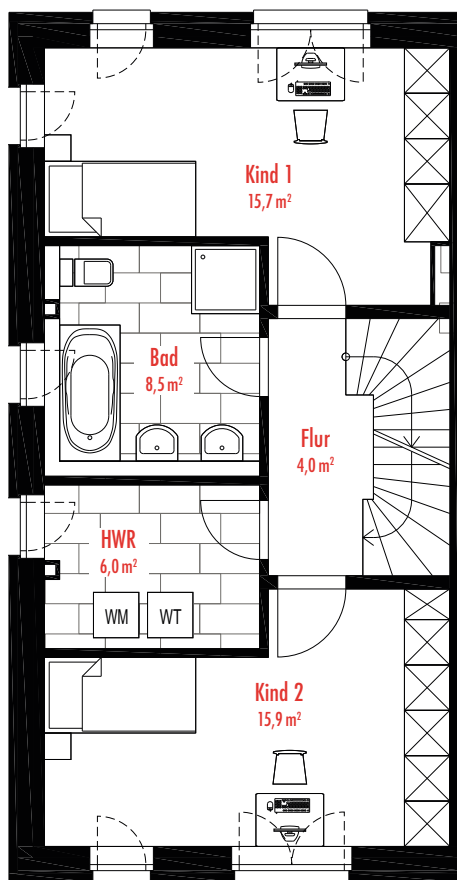 Kind 1
15,7 m²
Bad
8,5 m²
Flur
4,0 m²
HWR
6,0 m²
WM
WT
Kind 2
15,9 m²